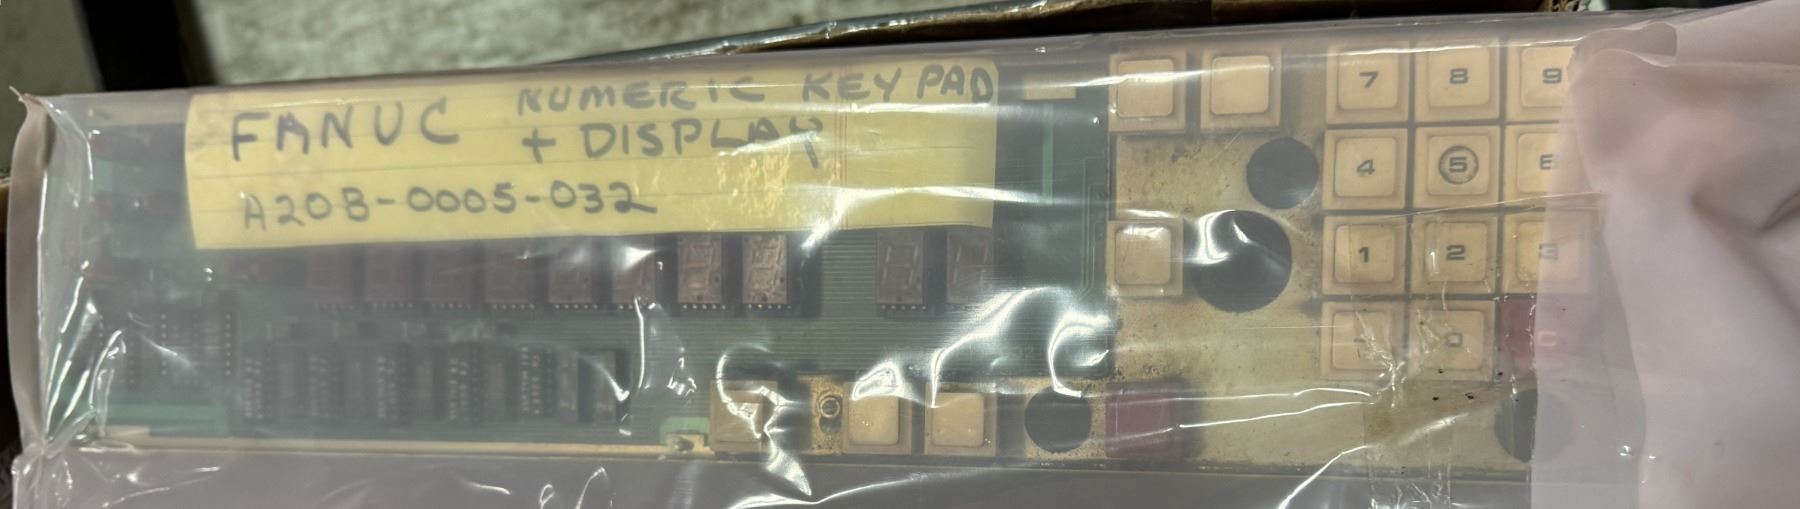 FANUC NUMERIC KEY PAD
+ DISPLAY
A20B-0005-032
7 8 9
4 5 6
1 2 3
- 0 C